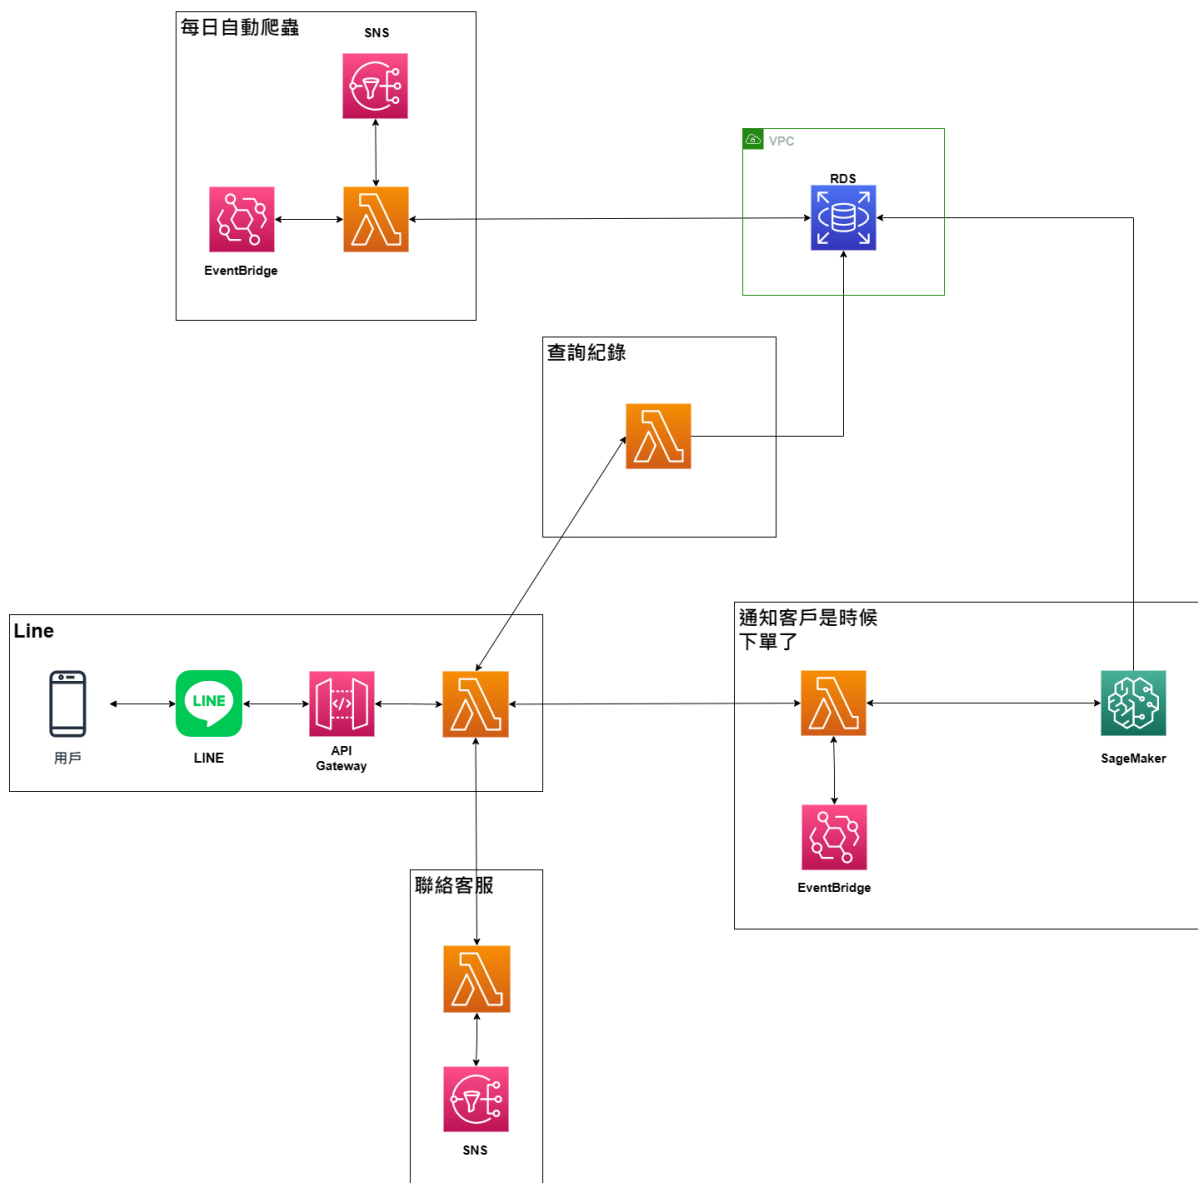 每日自動爬蟲
SNS
EventBridge
VPC
RDS
查詢紀錄
Line
用戶
LINE
LINE
API
Gateway
通知客戶是時候
下單了
SageMaker
EventBridge
聯絡客服
SNS